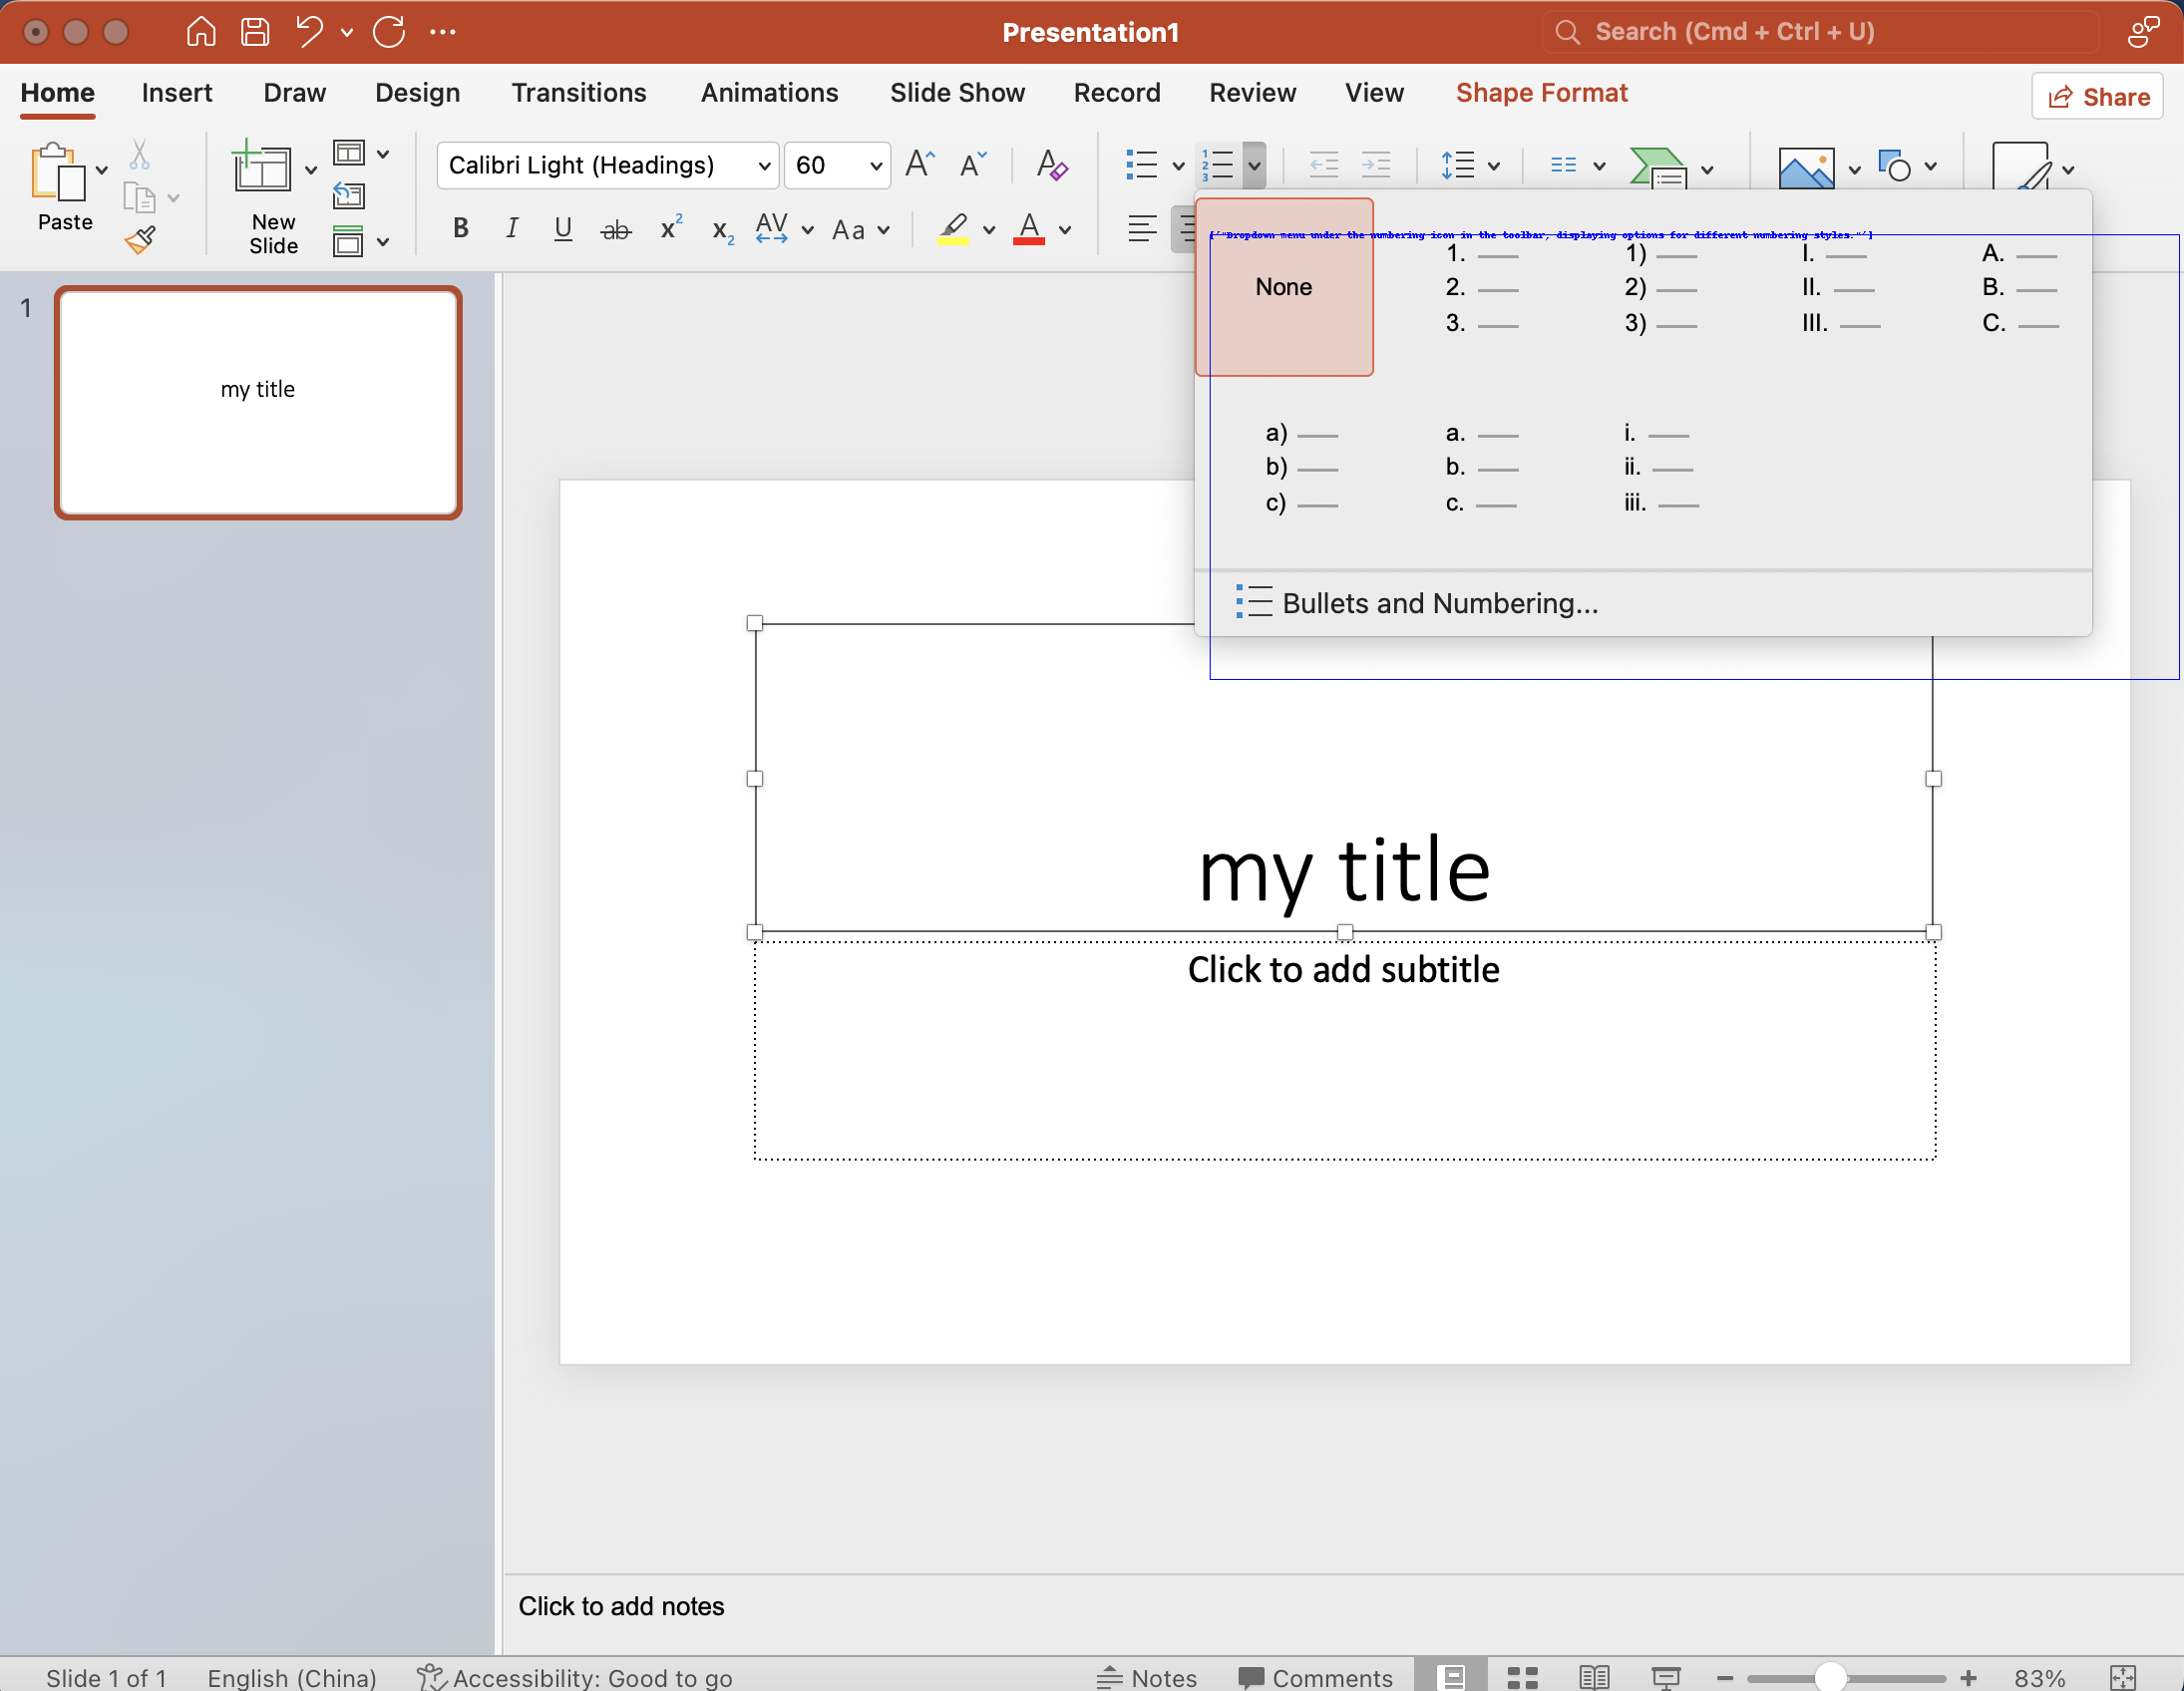 Presentation1
Search (Cmd + Ctrl + U)
Home Insert Draw Design Transitions Animations Slide Show Record Review View Shape Format Share
Paste
New Slide
Calibri Light (Headings) 60
B I U ab x² x₂ AV Aa A
['"Dropdown menu under the numbering icon in the toolbar, displaying options for different numbering styles."']
None
1.
2.
3.
1)
2)
3)
I.
II.
III.
A.
B.
C.
a)
b)
c)
a.
b.
c.
i.
ii.
iii.
Bullets and Numbering...
1
my title
my title
Click to add subtitle
Click to add notes
Slide 1 of 1 English (China) Accessibility: Good to go Notes Comments 83%